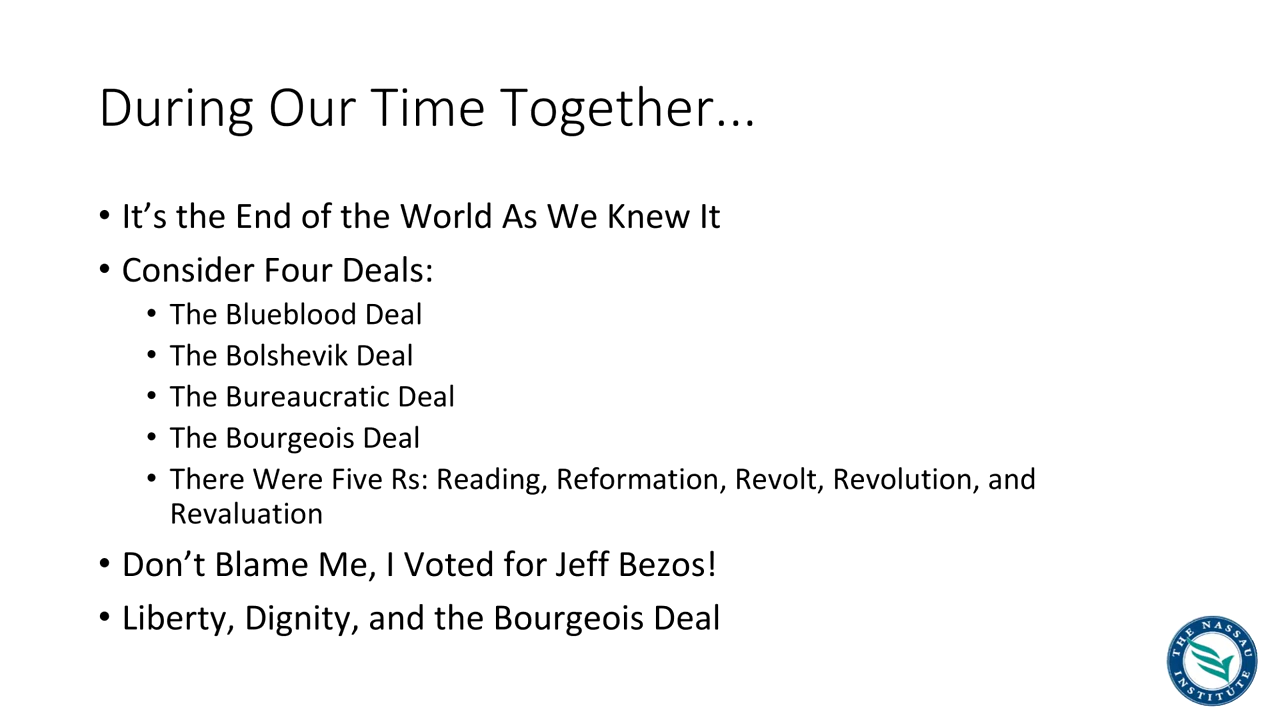 During Our Time Together...
• It’s the End of the World As We Knew It
• Consider Four Deals:
• The Blueblood Deal
• The Bolshevik Deal
• The Bureaucratic Deal
• The Bourgeois Deal
• There Were Five Rs: Reading, Reformation, Revolt, Revolution, and
Revaluation
• Don’t Blame Me, I Voted for Jeff Bezos!
• Liberty, Dignity, and the Bourgeois Deal
THE NASSAU
INSTITUTE